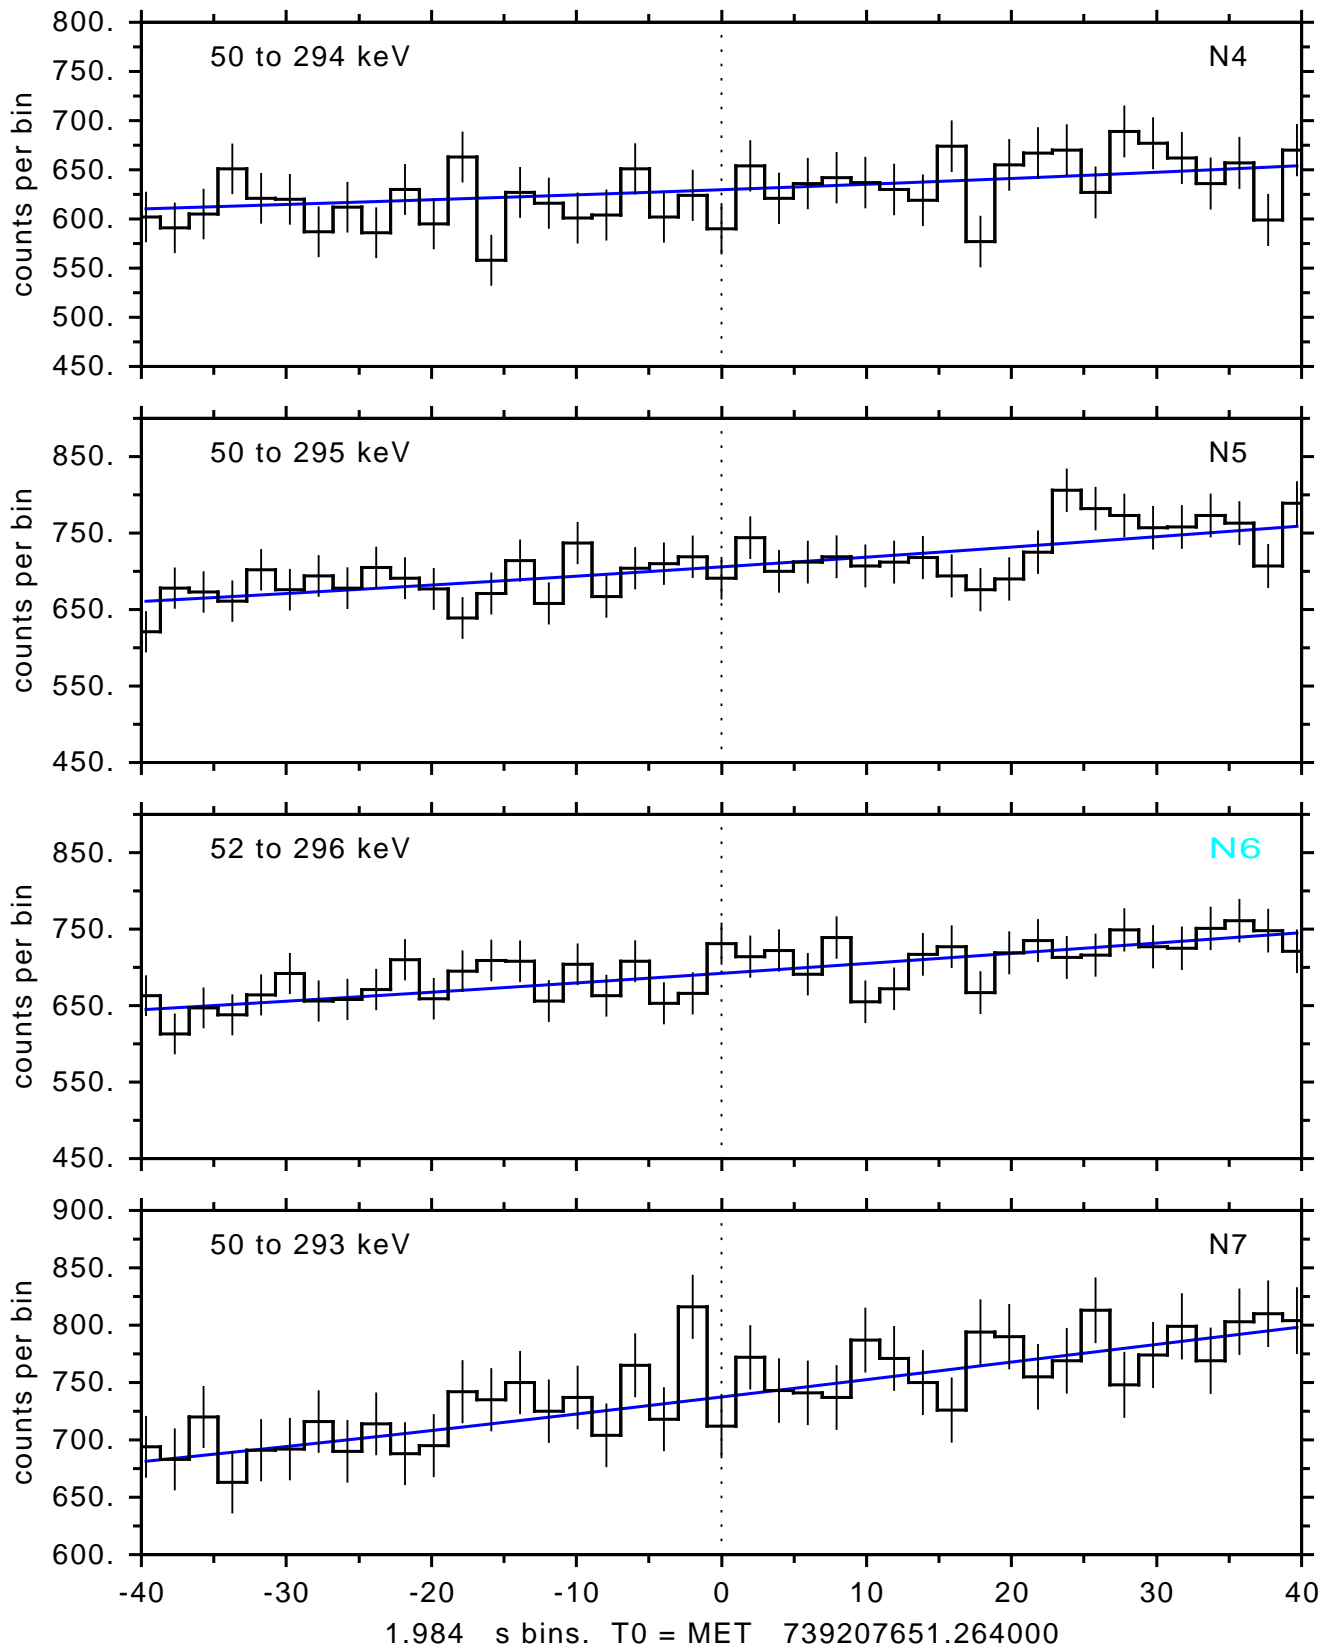 800.
50 to 294 keV N4
750.
700.
650.
600.
550.
500.
450.
counts per bin
50 to 295 keV N5
850.
750.
650.
550.
450.
counts per bin
52 to 296 keV N6
850.
750.
650.
550.
450.
counts per bin
900.
50 to 293 keV N7
850.
800.
750.
700.
650.
600.
counts per bin
-40 -30 -20 -10 0 10 20 30 40
1.984 s bins. T0 = MET 739207651.264000